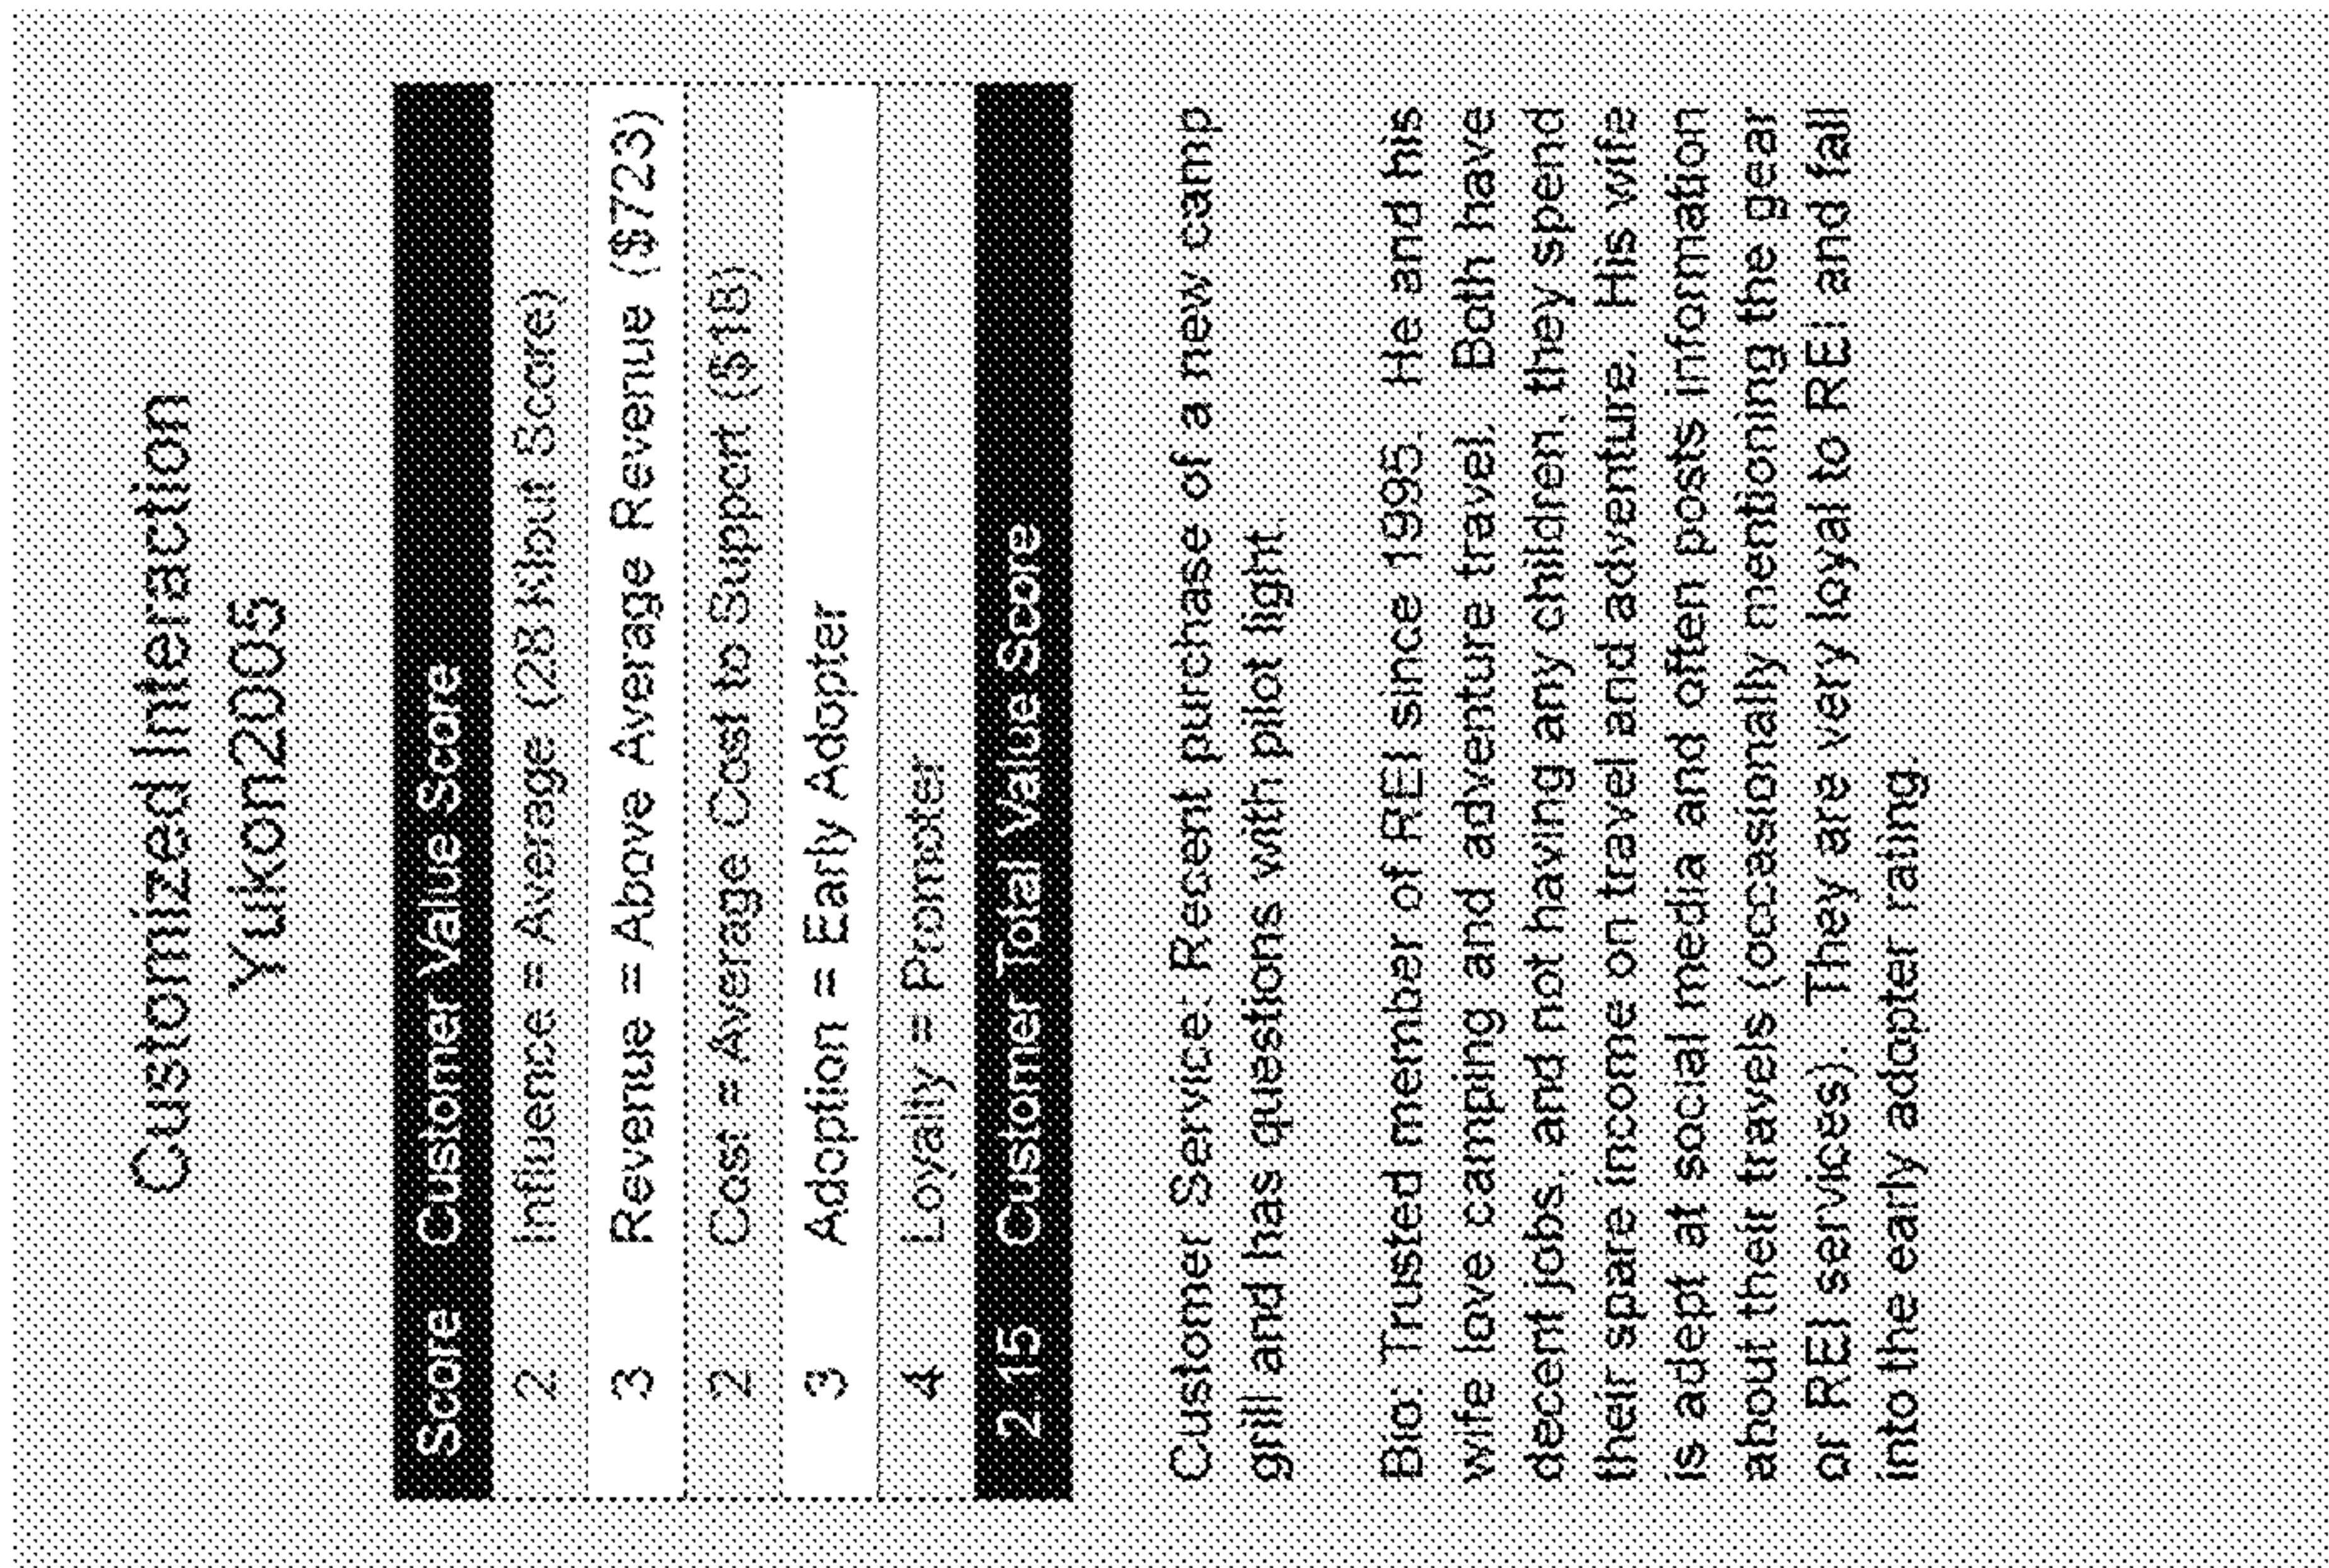 Customized Interaction
Yukon2005
Score Customer Value Score
2 Influence = Average (28 Klout Score)
3 Revenue = Above Average Revenue ($723)
2 Cost = Average Cost to Support ($18)
3 Adoption = Early Adopter
4 Loyally = Promoter
2.15 Customer Total Value Score
Customer Service: Recent purchase of a new camp
grill and has questions with pilot light.
Bio: Trusted member of REI since 1995. He and his
wife love camping and adventure travel. Both have
decent jobs, and not having any children, they spend
their spare income on travel and adventure. His wife
is adept at social media and often posts information
about their travels (occasionally mentioning the gear
or REI services). They are very loyal to REI and fall
into the early adopter rating.